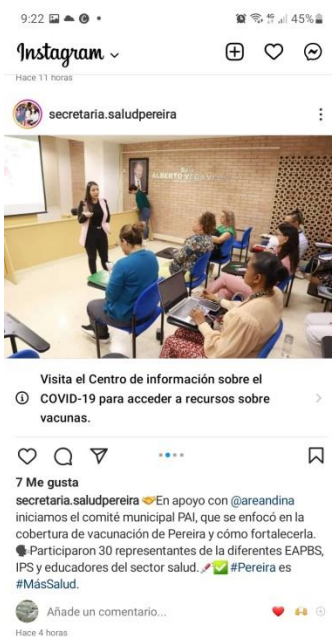 9:22
45%
Instagram
Hace 11 horas
secretaria.saludpereira
ALBERTO VEGA
Visita el Centro de información sobre el
COVID-19 para acceder a recursos sobre
vacunas.
7 Me gusta
secretaria.saludpereira 🤝En apoyo con @areandina
iniciamos el comité municipal PAI, que se enfocó en la
cobertura de vacunación de Pereira y cómo fortalecerla.
🗣Participaron 30 representantes de la diferentes EAPBS,
IPS y educadores del sector salud.💉✅ #Pereira es
#MásSalud.
Añade un comentario...
Hace 4 horas